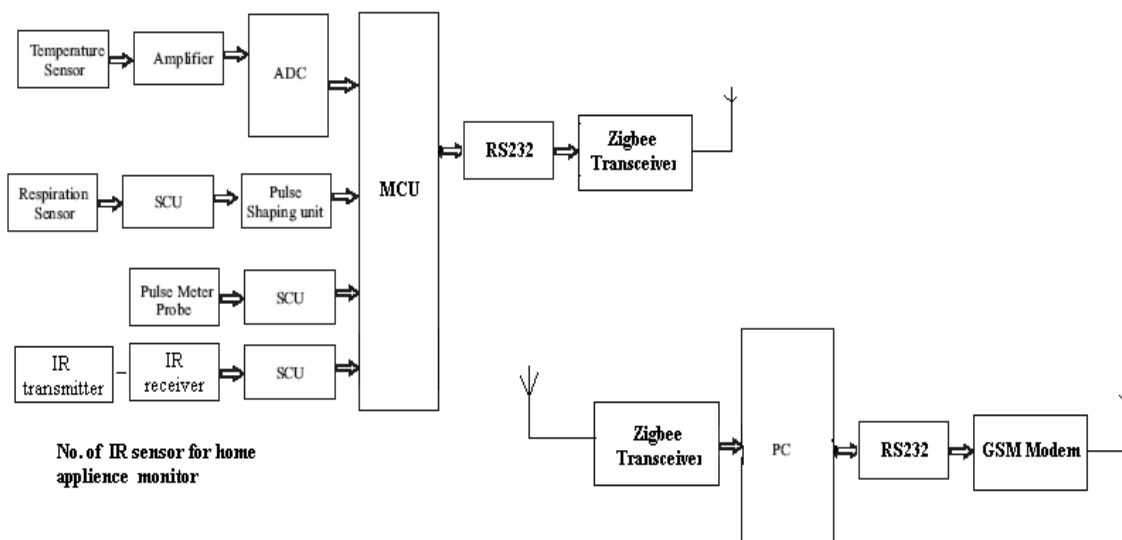 Temperature
Sensor
Amplifier
ADC
MCU
RS232
Zigbee
Transceiver
Respiration
Sensor
SCU
Pulse
Shaping unit
Pulse Meter
Probe
SCU
IR
transmitter
IR
receiver
SCU
No. of IR sensor for home
applience monitor
Zigbee
Transceiver
PC
RS232
GSM Modem